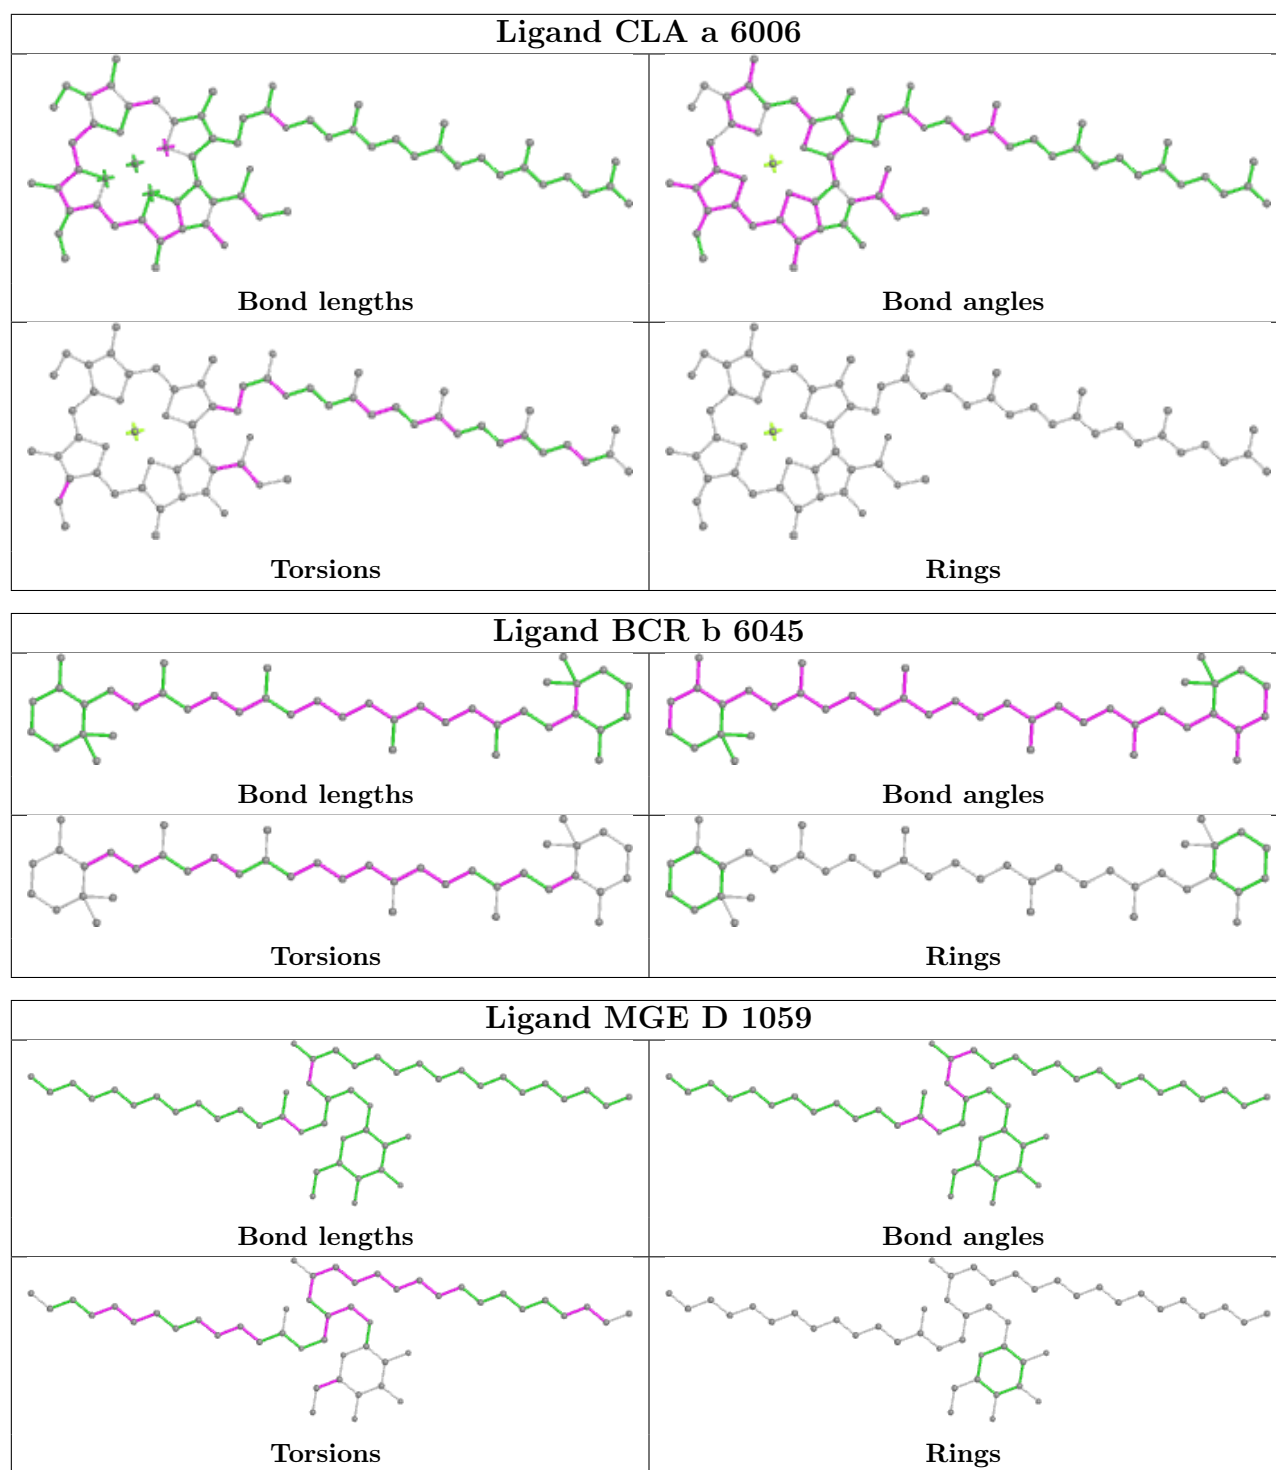 Ligand CLA a 6006
Bond lengths
Bond angles
Torsions
Rings
Ligand BCR b 6045
Bond lengths
Bond angles
Torsions
Rings
Ligand MGE D 1059
Bond lengths
Bond angles
Torsions
Rings